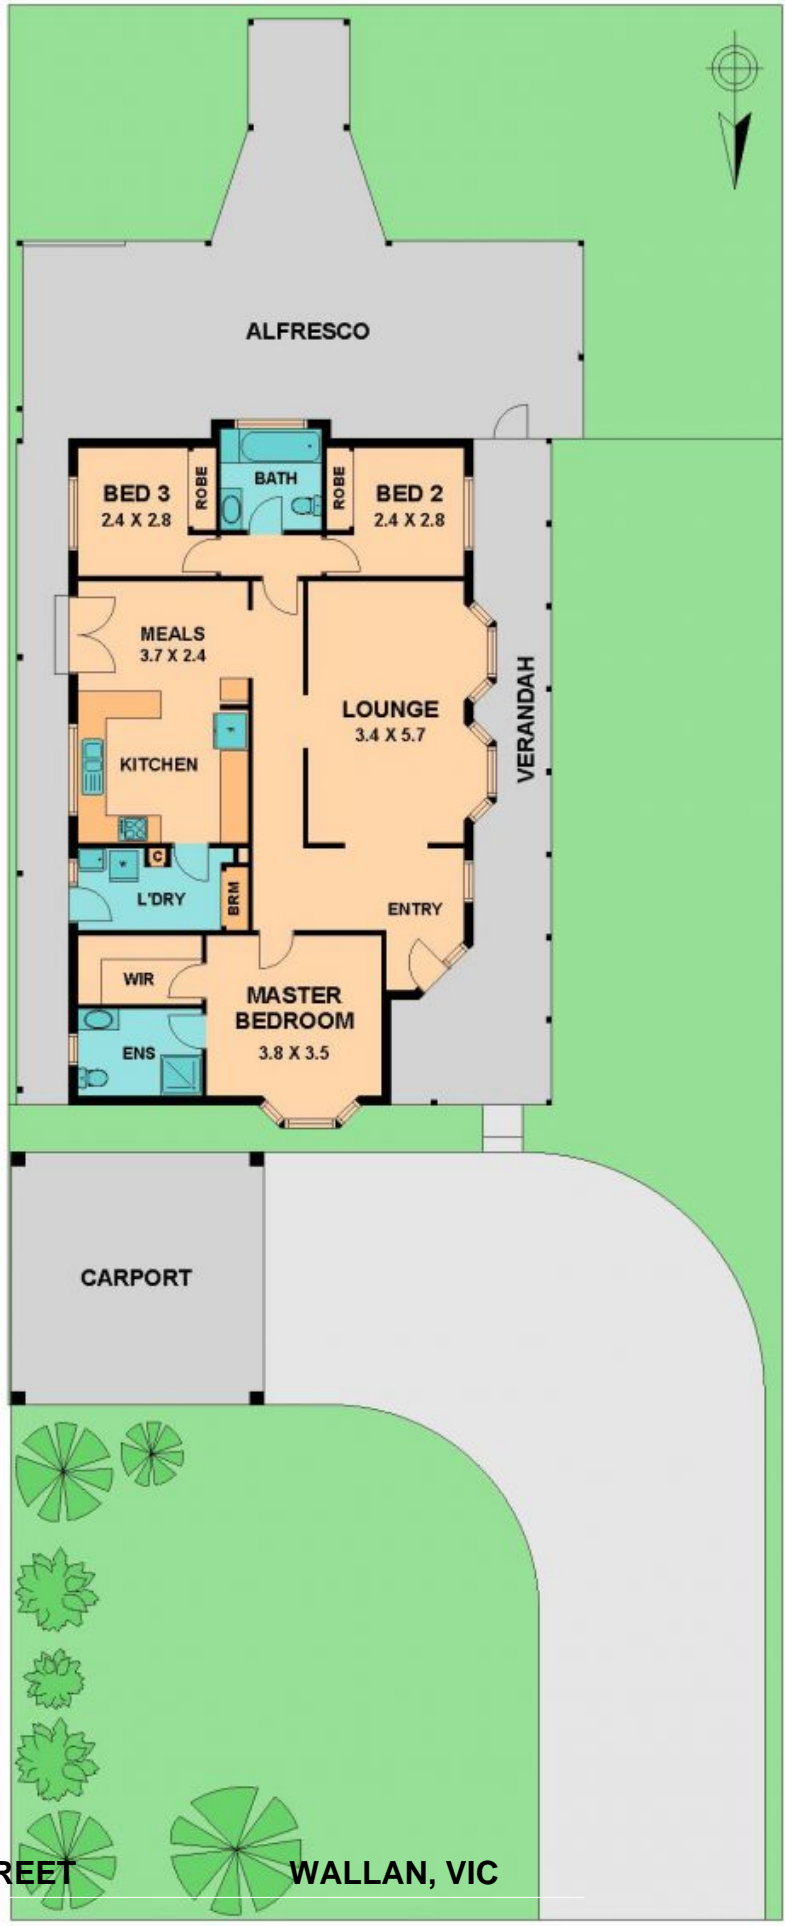 ALFRESCO
BED 3
2.4 X 2.8
ROBE
BATH
ROBE
BED 2
2.4 X 2.8
MEALS
3.7 X 2.4
LOUNGE
3.4 X 5.7
VERANDAH
KITCHEN
C
L'DRY
BRM
ENTRY
WIR
MASTER
BEDROOM
3.8 X 3.5
ENS
CARPORT
REET WALLAN, VIC